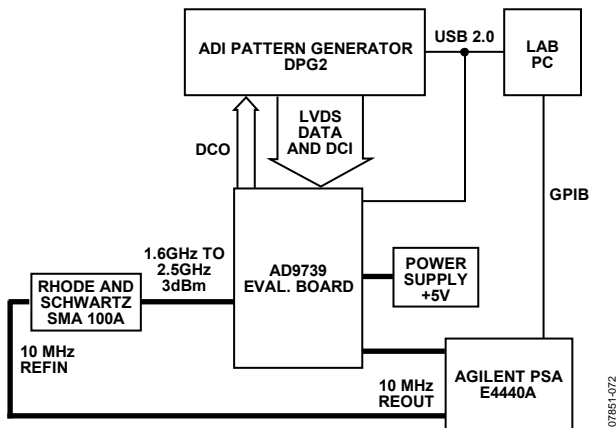 ADI PATTERN GENERATOR
DPG2
USB 2.0
LAB
PC
LVDS
DATA
AND DCI
DCO
GPIB
1.6GHz TO
2.5GHz
3dBm
AD9739
EVAL. BOARD
POWER
SUPPLY
+5V
RHODE AND
SCHWARTZ
SMA 100A
10 MHz
REFIN
10 MHz
REOUT
AGILENT PSA
E4440A
07851-072